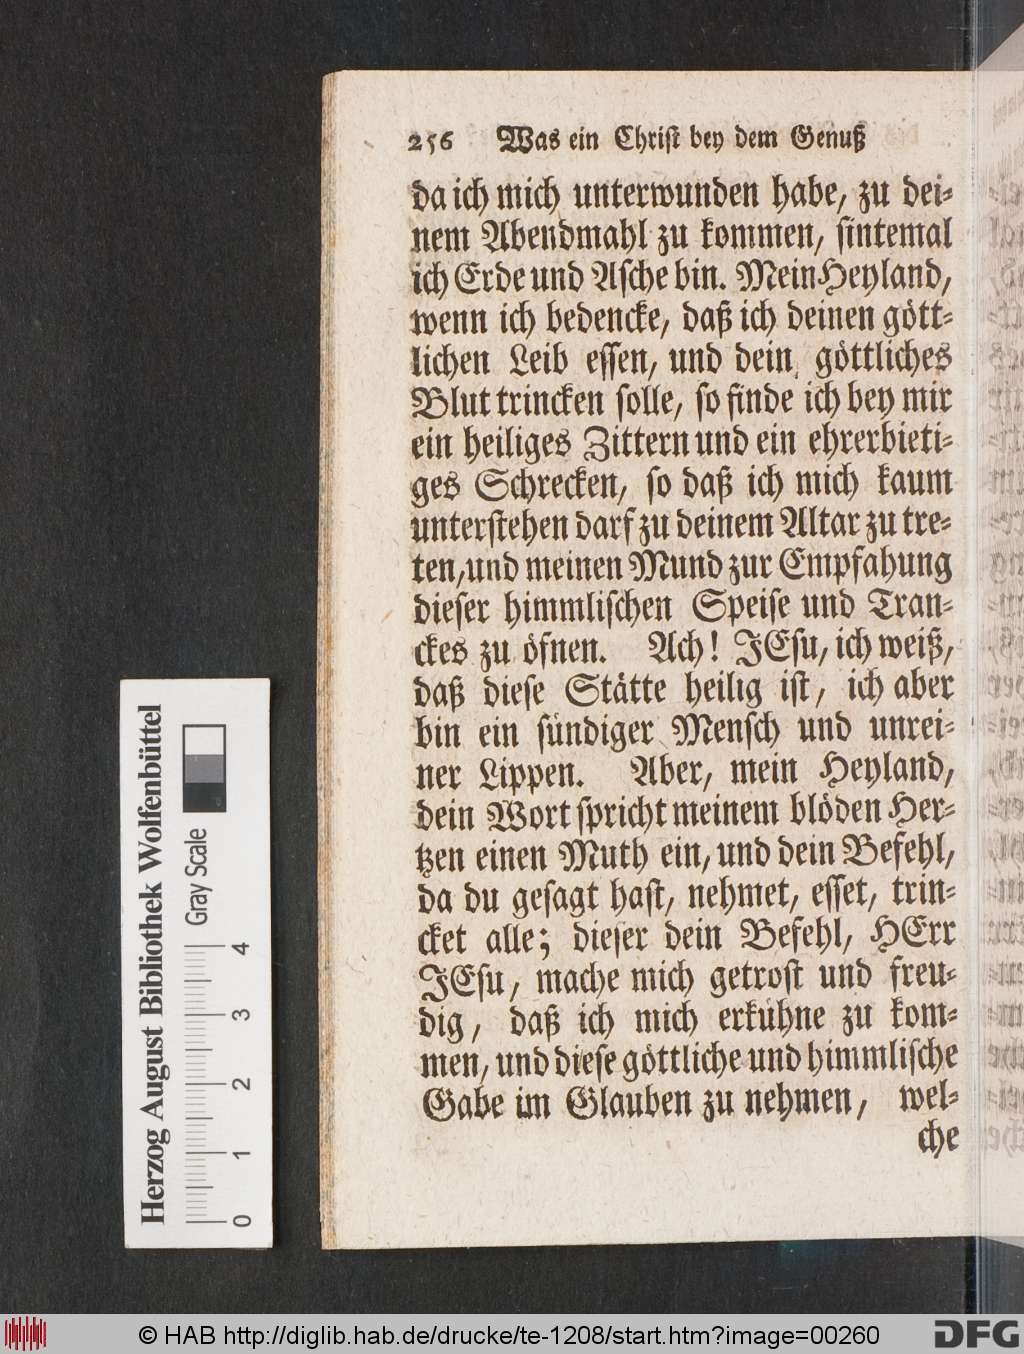 256 Was ein Christ bey dem Genuß
da ich mich unterwunden habe, zu dei-
nem Abendmahl zu kommen, sintemal
ich Erde und Asche bin. Mein Heyland,
wenn ich bedencke, daß ich deinen gött-
lichen Leib essen, und dein göttliches
Blut trincken solle, so finde ich bey mir
ein heiliges Zittern und ein ehrerbieti-
ges Schrecken, so daß ich mich kaum
unterstehen darf zu deinem Altar zu tre-
ten, und meinen Mund zur Empfahung
dieser himmlischen Speise und Tran-
ckes zu öfnen. Ach! JEsu, ich weiß,
daß diese Stätte heilig ist, ich aber
bin ein sündiger Mensch und unrei-
ner Lippen. Aber, mein Heyland,
dein Wort spricht meinem blöden Her-
tzen einen Muth ein, und dein Befehl,
da du gesagt hast, nehmet, esset, trin-
cket alle; dieser dein Befehl, HErr
JEsu, mache mich getrost und freu-
dig, daß ich mich erkühne zu kom-
men, und diese göttliche und himmlische
Gabe im Glauben zu nehmen, wel-
che
Herzog August Bibliothek Wolfenbüttel
Gray Scale
0 1 2 3 4
© HAB http://diglib.hab.de/drucke/te-1208/start.htm?image=00260
DFG